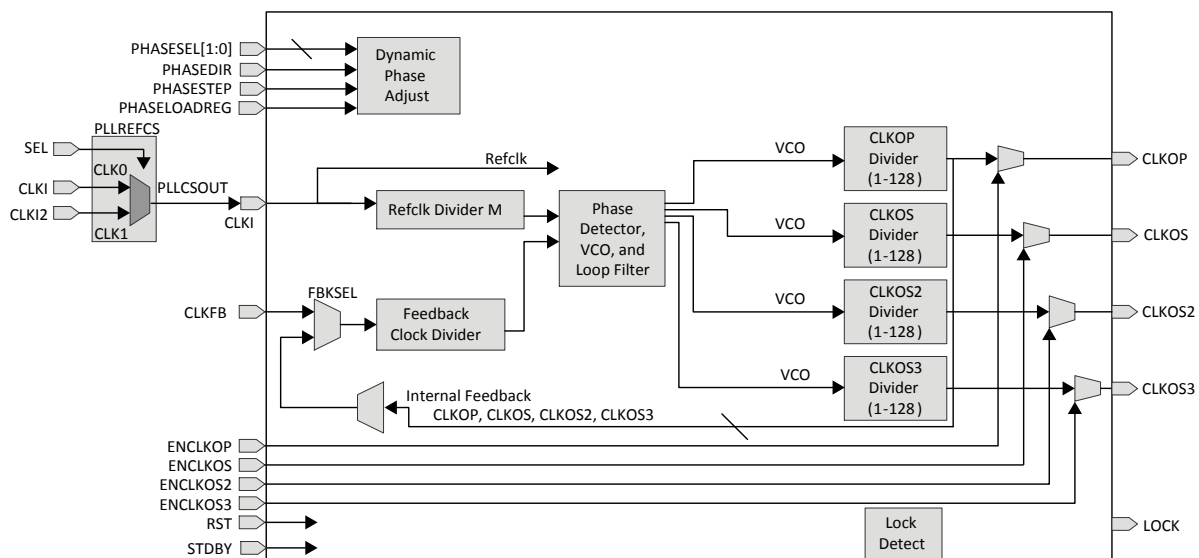 PHASESEL[1:0]
PHASEDIR
PHASESTEP
PHASELOADREG
Dynamic
Phase
Adjust
PLLREFCS
SEL
CLK0
CLKI
CLKI2
CLK1
PLLCSOUT
CLKI
Refclk
Refclk Divider M
Phase
Detector,
VCO, and
Loop Filter
VCO
CLKOP
Divider
(1-128)
CLKOP
VCO
CLKOS
Divider
(1-128)
CLKOS
CLKFB
FBKSEL
Feedback
Clock Divider
VCO
CLKOS2
Divider
(1-128)
CLKOS2
VCO
CLKOS3
Divider
(1-128)
CLKOS3
Internal Feedback
CLKOP, CLKOS, CLKOS2, CLKOS3
ENCLKOP
ENCLKOS
ENCLKOS2
ENCLKOS3
RST
STDBY
Lock
Detect
LOCK